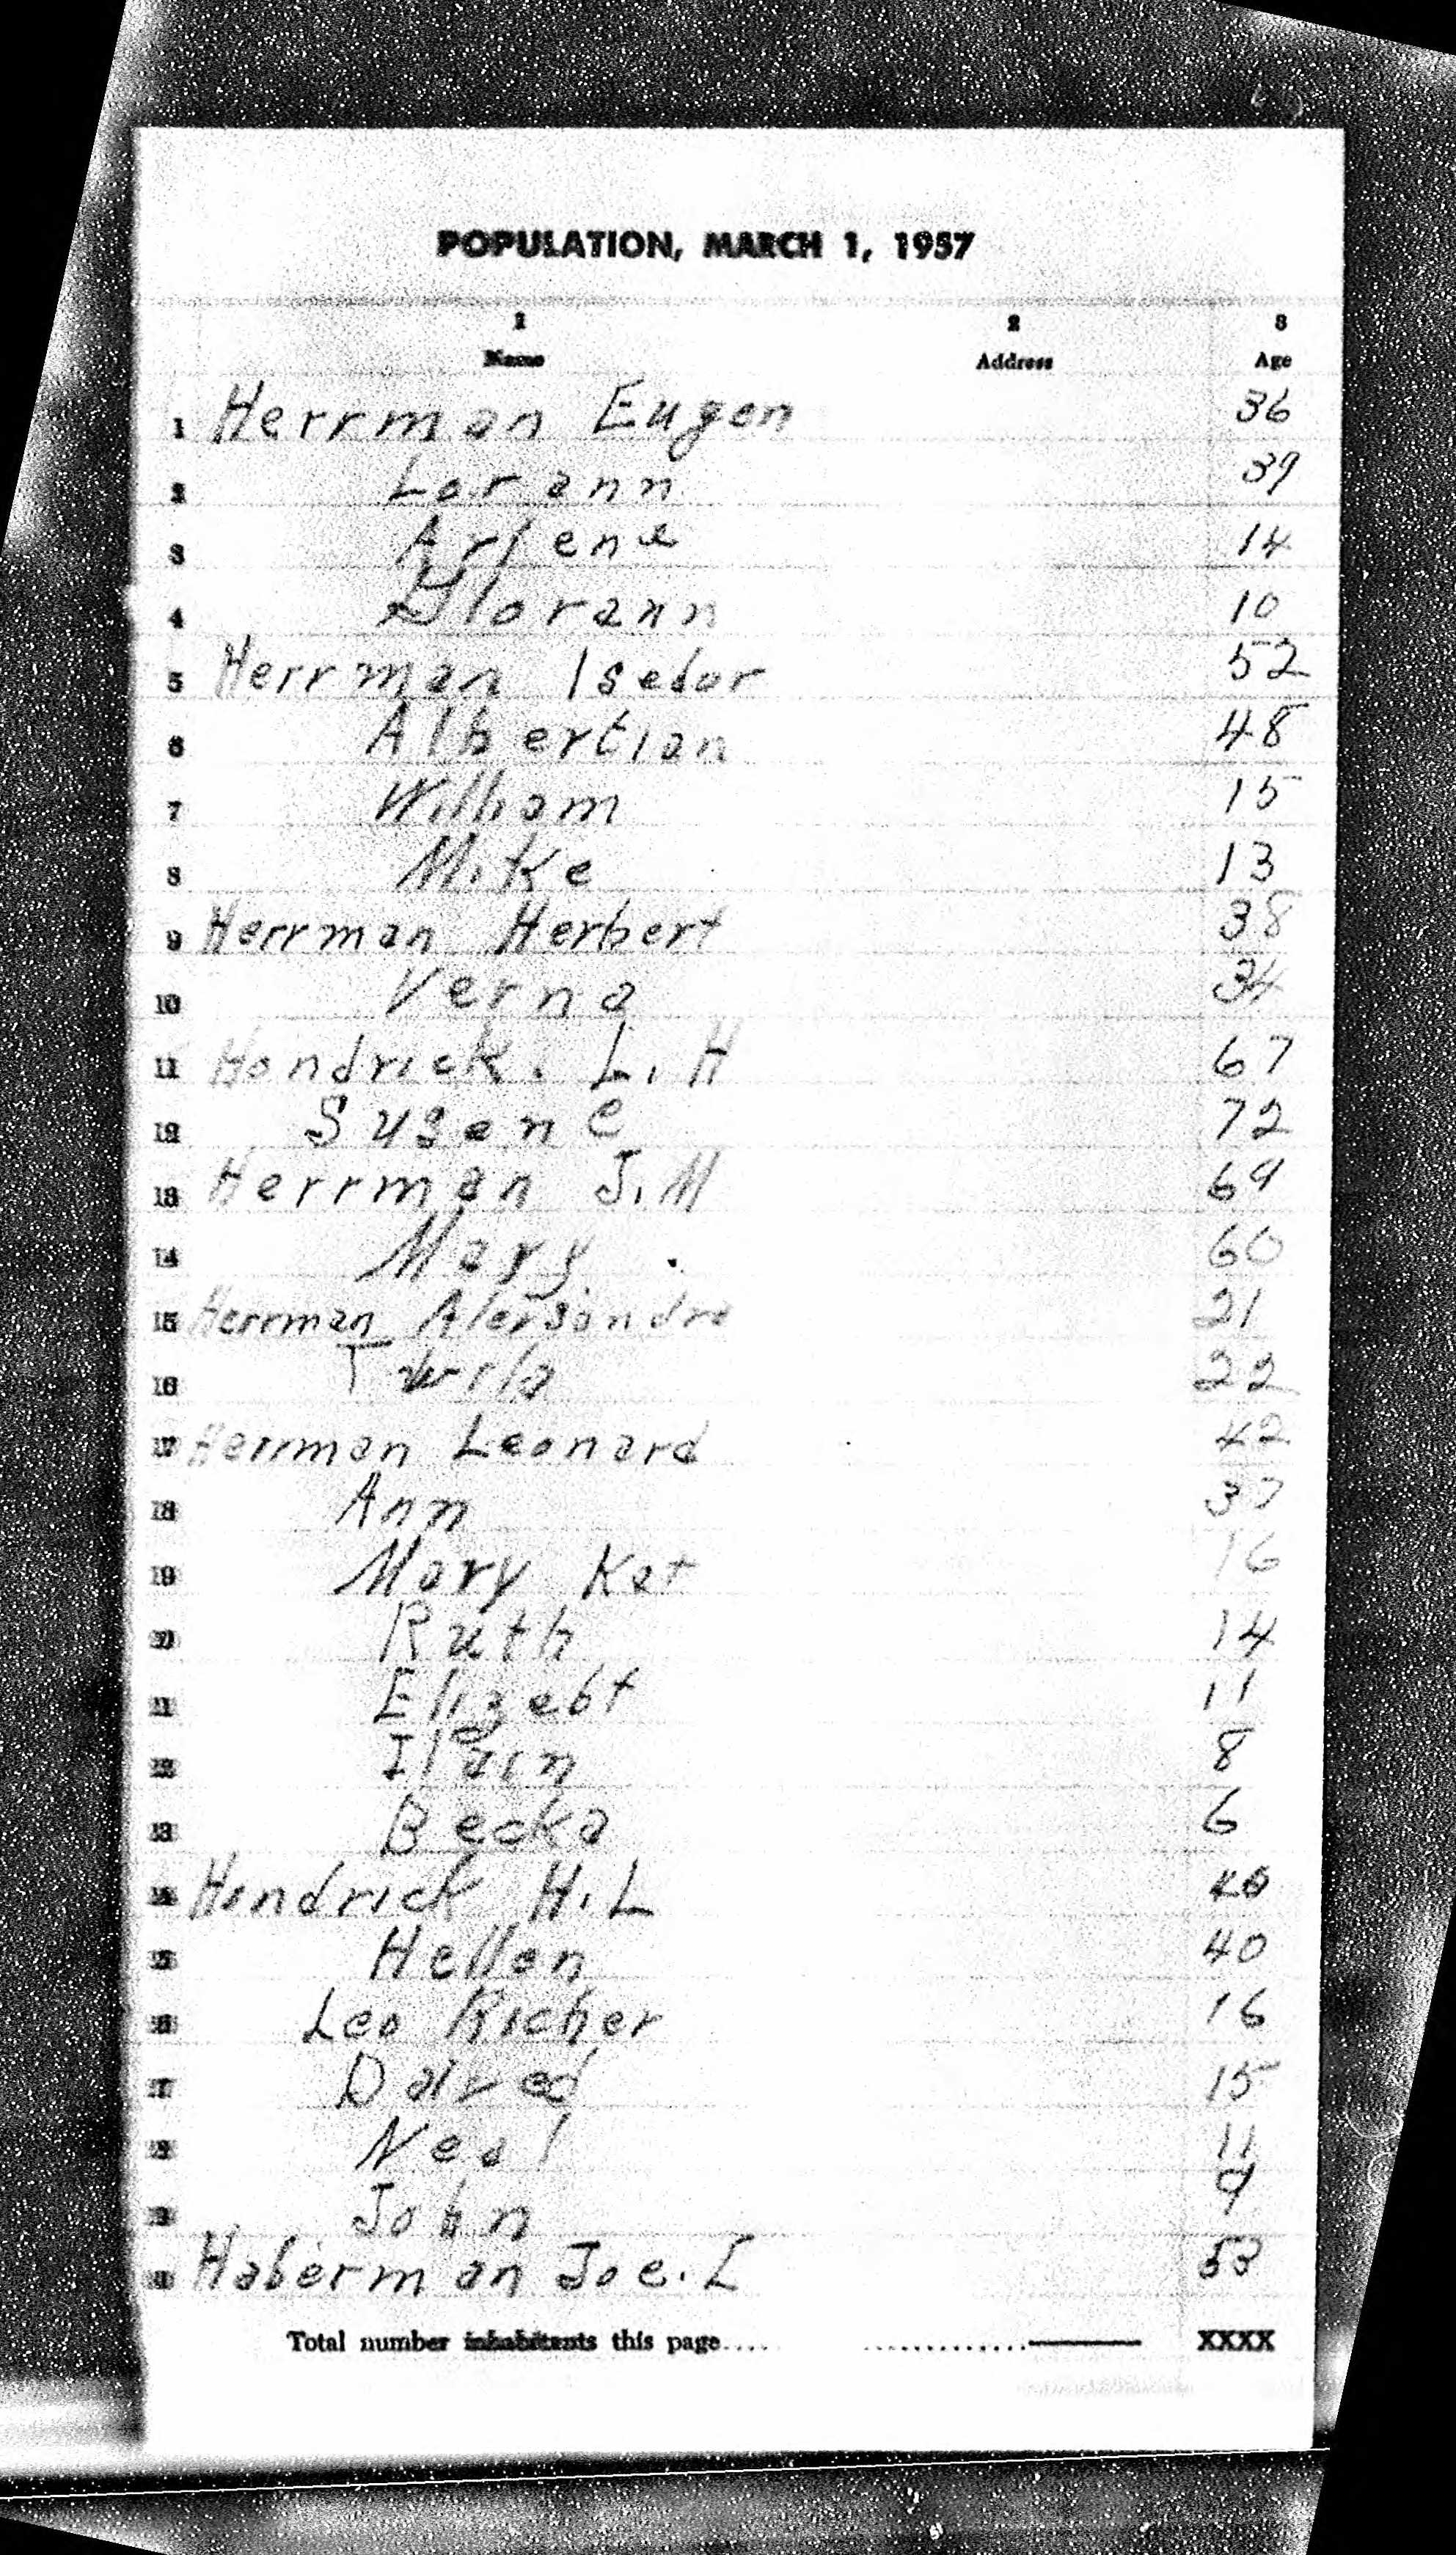 POPULATION, MARCH 1, 1957
1 2 3
Name Address Age
1 Herrman Eugen 36
2 Lorann 39
3 Arlene 14
4 Glorann 10
5 Herrman Isedor 52
6 Albertian 48
7 William 15
8 Mike 13
9 Herrman Herbert 38
10 Verna 34
11 Hendrick. L. H 67
12 Susene 72
13 Herrman J. M 69
14 Mary 60
15 Herrman 21
16 Twila 22
17 Herrman Leonard 42
18 Ann 37
19 Mary Kat 16
20 Ruth 14
21 Elizebt 11
22 Ilain 8
23 Becka 6
24 Hendrick H. L
25 Hellen 40
26 Leo Richer 16
27 15
28 Neal 11
29 John 9
30 Haberman Joe. L 53
Total number inhabitants this page.... ............ XXXX